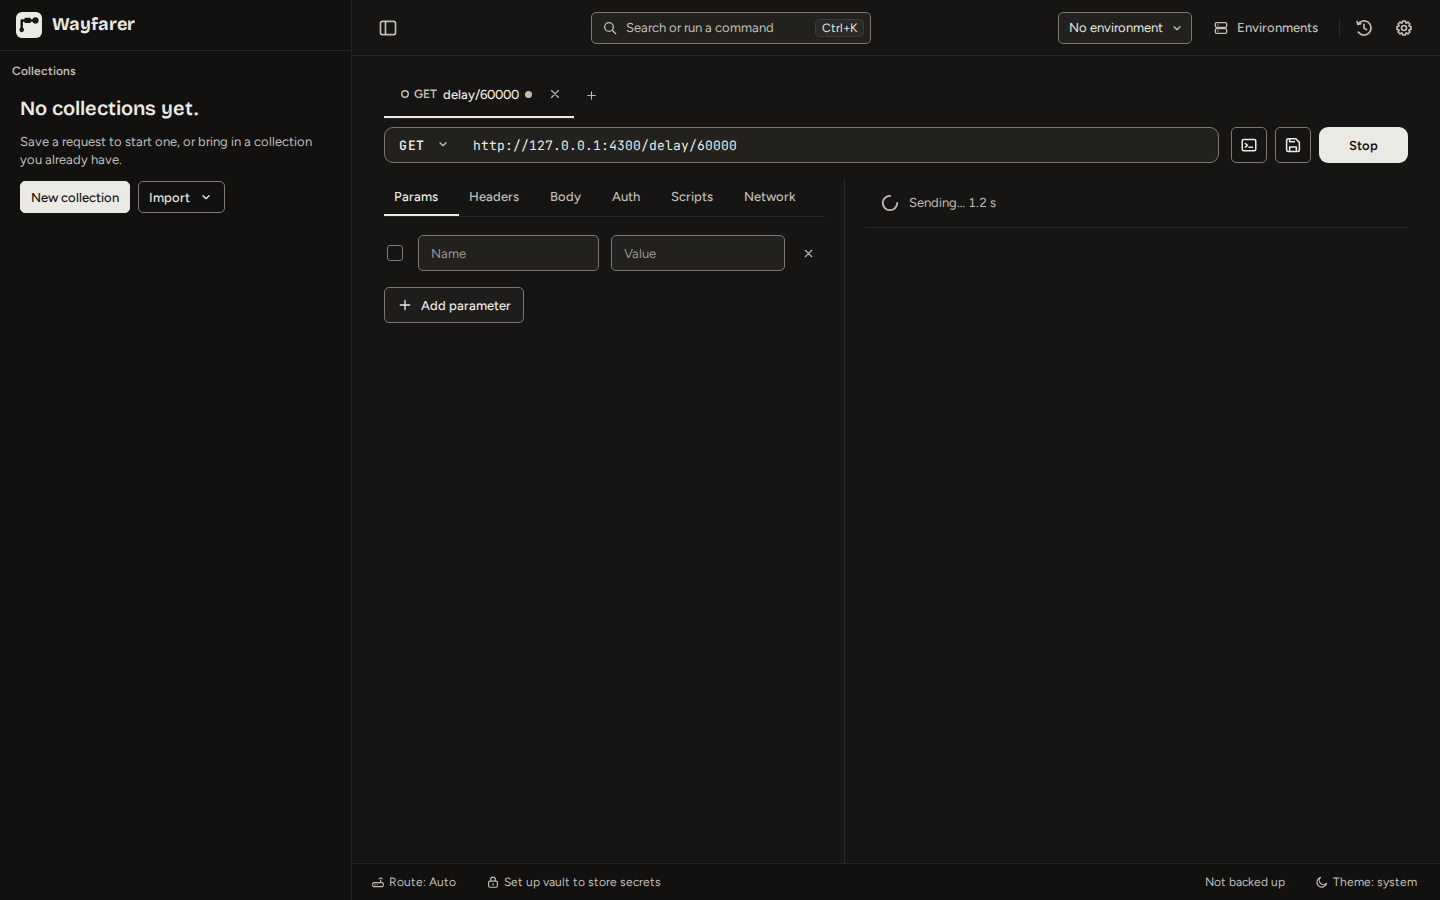 Wayfarer
Search or run a command
Ctrl+K
No environment
Environments
Collections
No collections yet.
Save a request to start one, or bring in a collection
you already have.
New collection
Import
GET delay/60000
GET
http://127.0.0.1:4300/delay/60000
Stop
Params
Headers
Body
Auth
Scripts
Network
Sending... 1.2 s
Name
Value
Add parameter
Route: Auto
Set up vault to store secrets
Not backed up
Theme: system